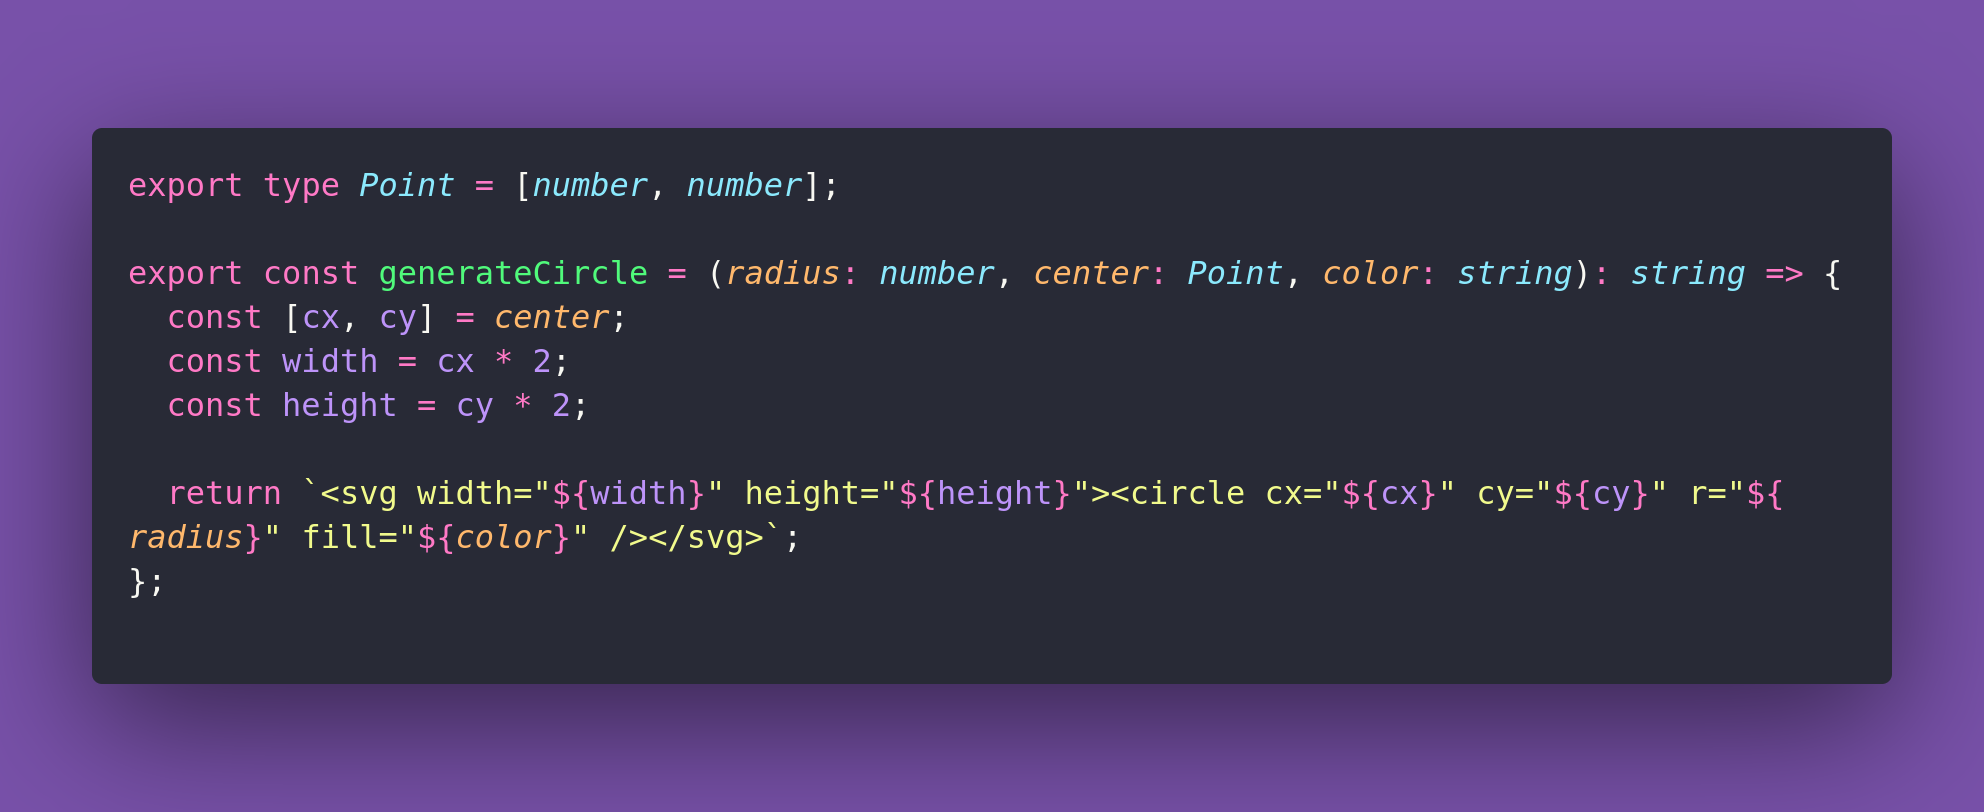 export type Point = [number, number];

export const generateCircle = (radius: number, center: Point, color: string): string => {
  const [cx, cy] = center;
  const width = cx * 2;
  const height = cy * 2;

  return `<svg width="${width}" height="${height}"><circle cx="${cx}" cy="${cy}" r="${
radius}" fill="${color}" /></svg>`;
};